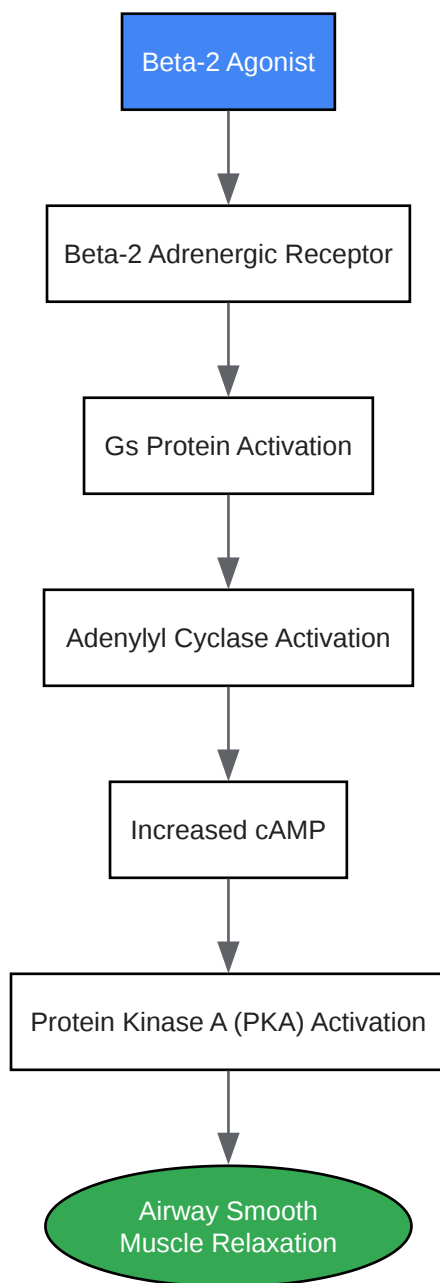 Beta-2 Agonist
Beta-2 Adrenergic Receptor
Gs Protein Activation
Adenylyl Cyclase Activation
Increased cAMP
Protein Kinase A (PKA) Activation
Airway Smooth
Muscle Relaxation